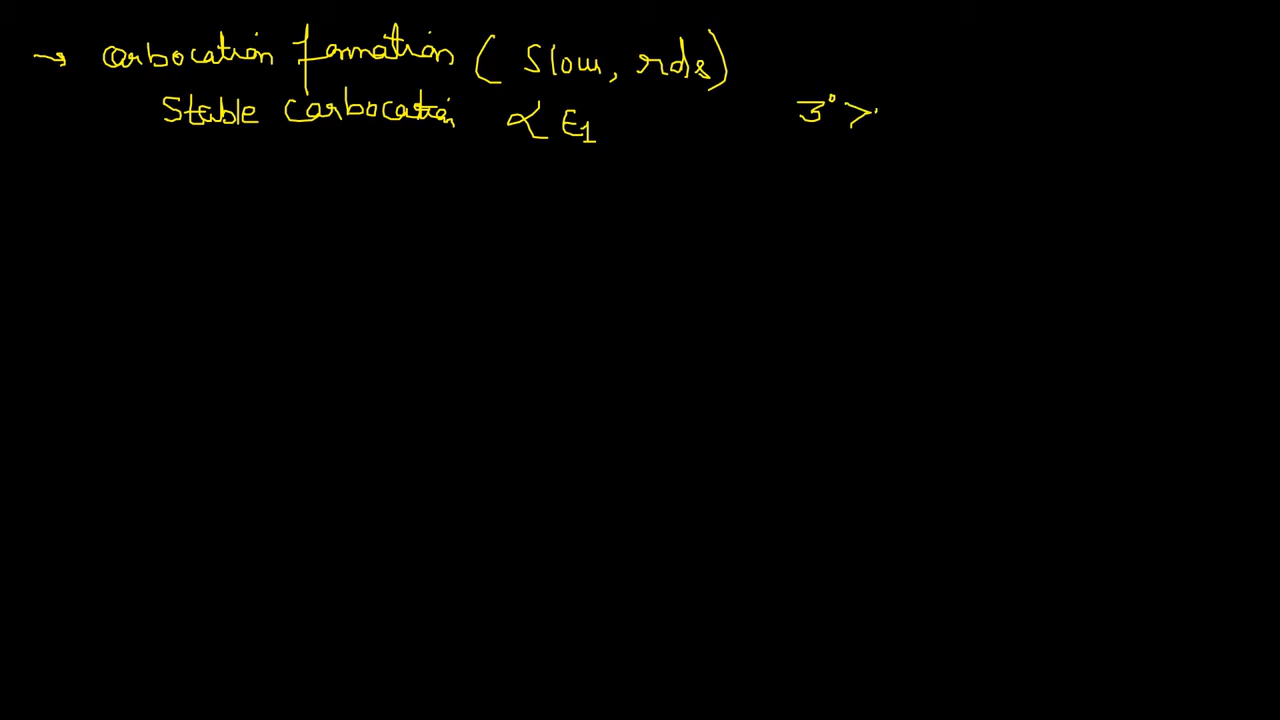 → carbocation formation (slow, rds)
Stable carbocation ∝ E1 3° >